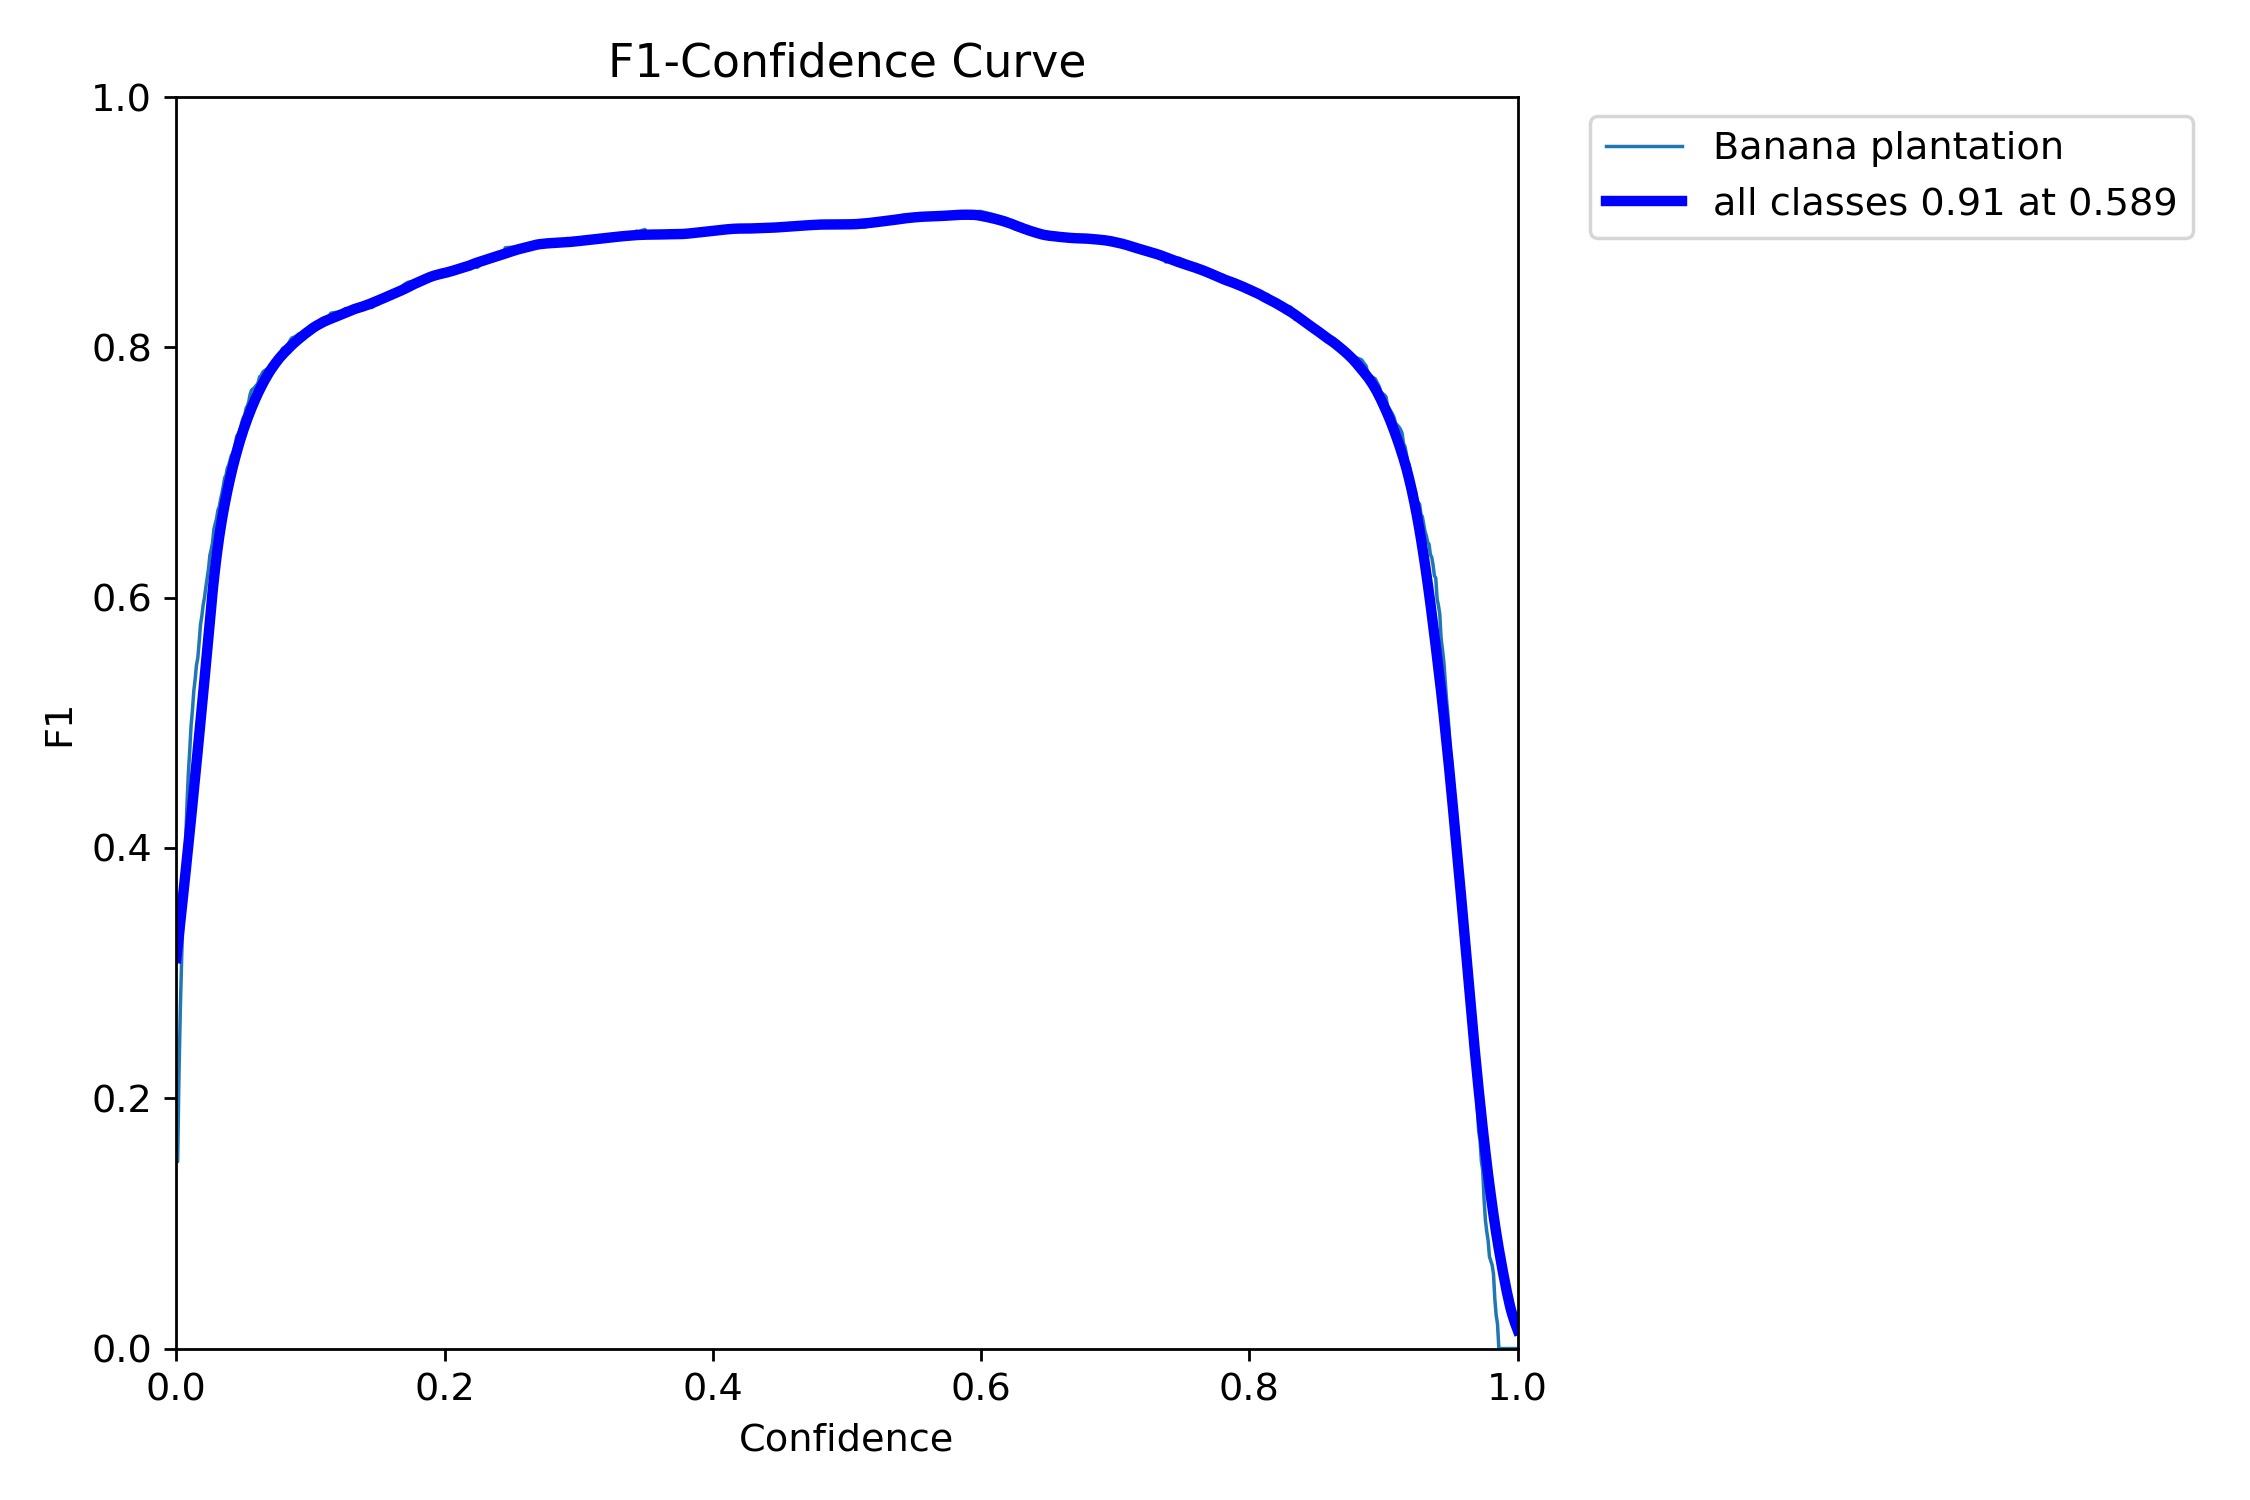 F1-Confidence Curve
Banana plantation
all classes 0.91 at 0.589
1.0
0.8
0.6
0.4
0.2
0.0
F1
0.0 0.2 0.4 0.6 0.8 1.0
Confidence